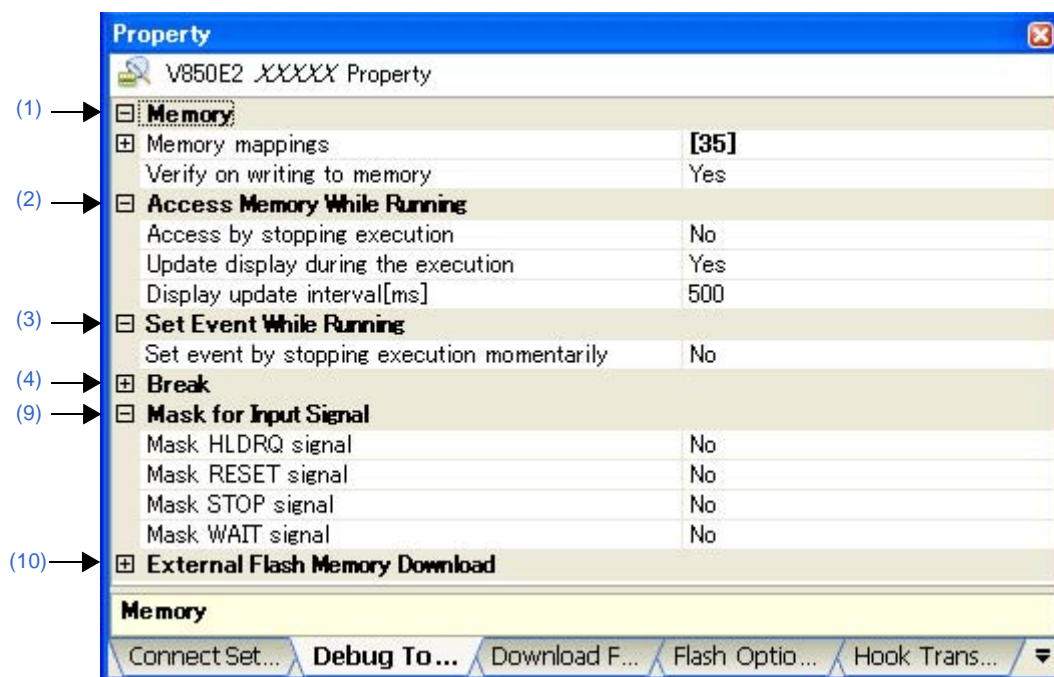 Property
V850E2 XXXXX Property
(1) Memory
Memory mappings [35]
Verify on writing to memory Yes
(2) Access Memory While Running
Access by stopping execution No
Update display during the execution Yes
Display update interval[ms] 500
(3) Set Event While Running
Set event by stopping execution momentarily No
(4) Break
(9) Mask for Input Signal
Mask HLDRQ signal No
Mask RESET signal No
Mask STOP signal No
Mask WAIT signal No
(10) External Flash Memory Download
Memory
Connect Set... Debug To... Download F... Flash Optio... Hook Trans...